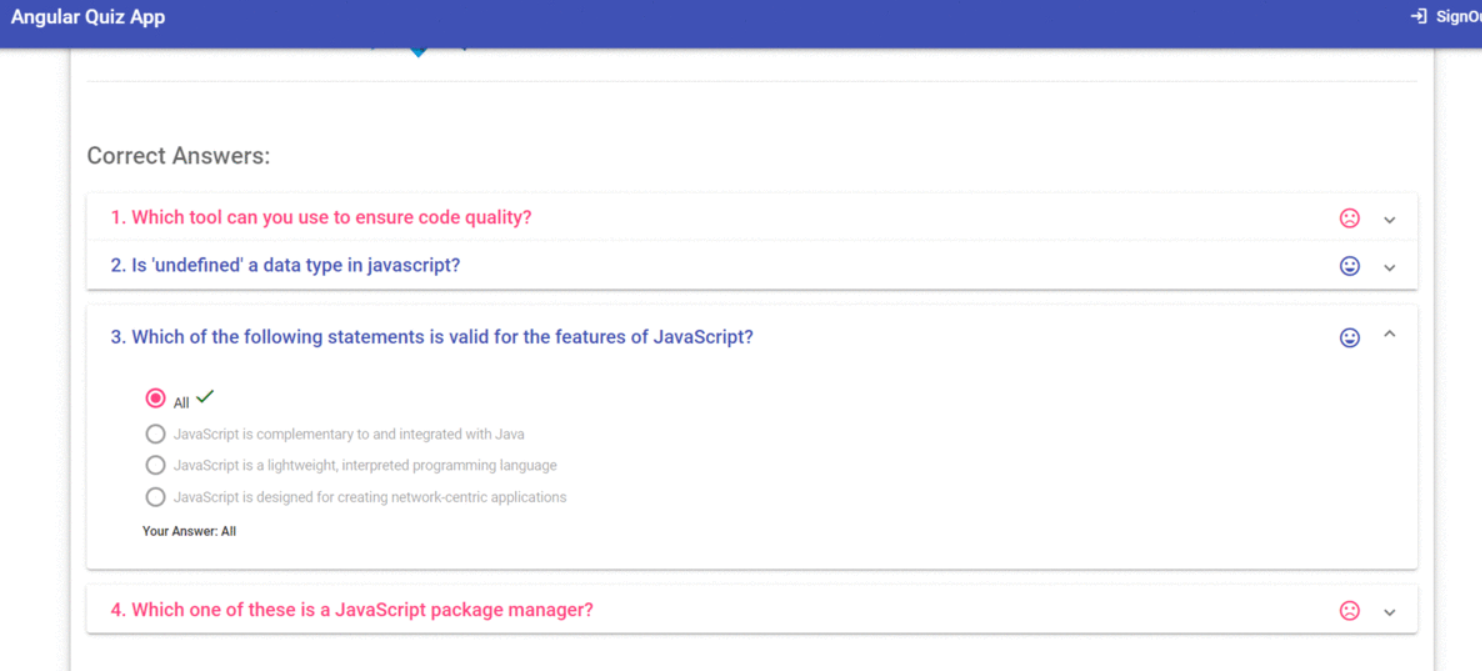 Angular Quiz App
SignOu
Correct Answers:
1. Which tool can you use to ensure code quality?
2. Is 'undefined' a data type in javascript?
3. Which of the following statements is valid for the features of JavaScript?
All
JavaScript is complementary to and integrated with Java
JavaScript is a lightweight, interpreted programming language
JavaScript is designed for creating network-centric applications
Your Answer: All
4. Which one of these is a JavaScript package manager?